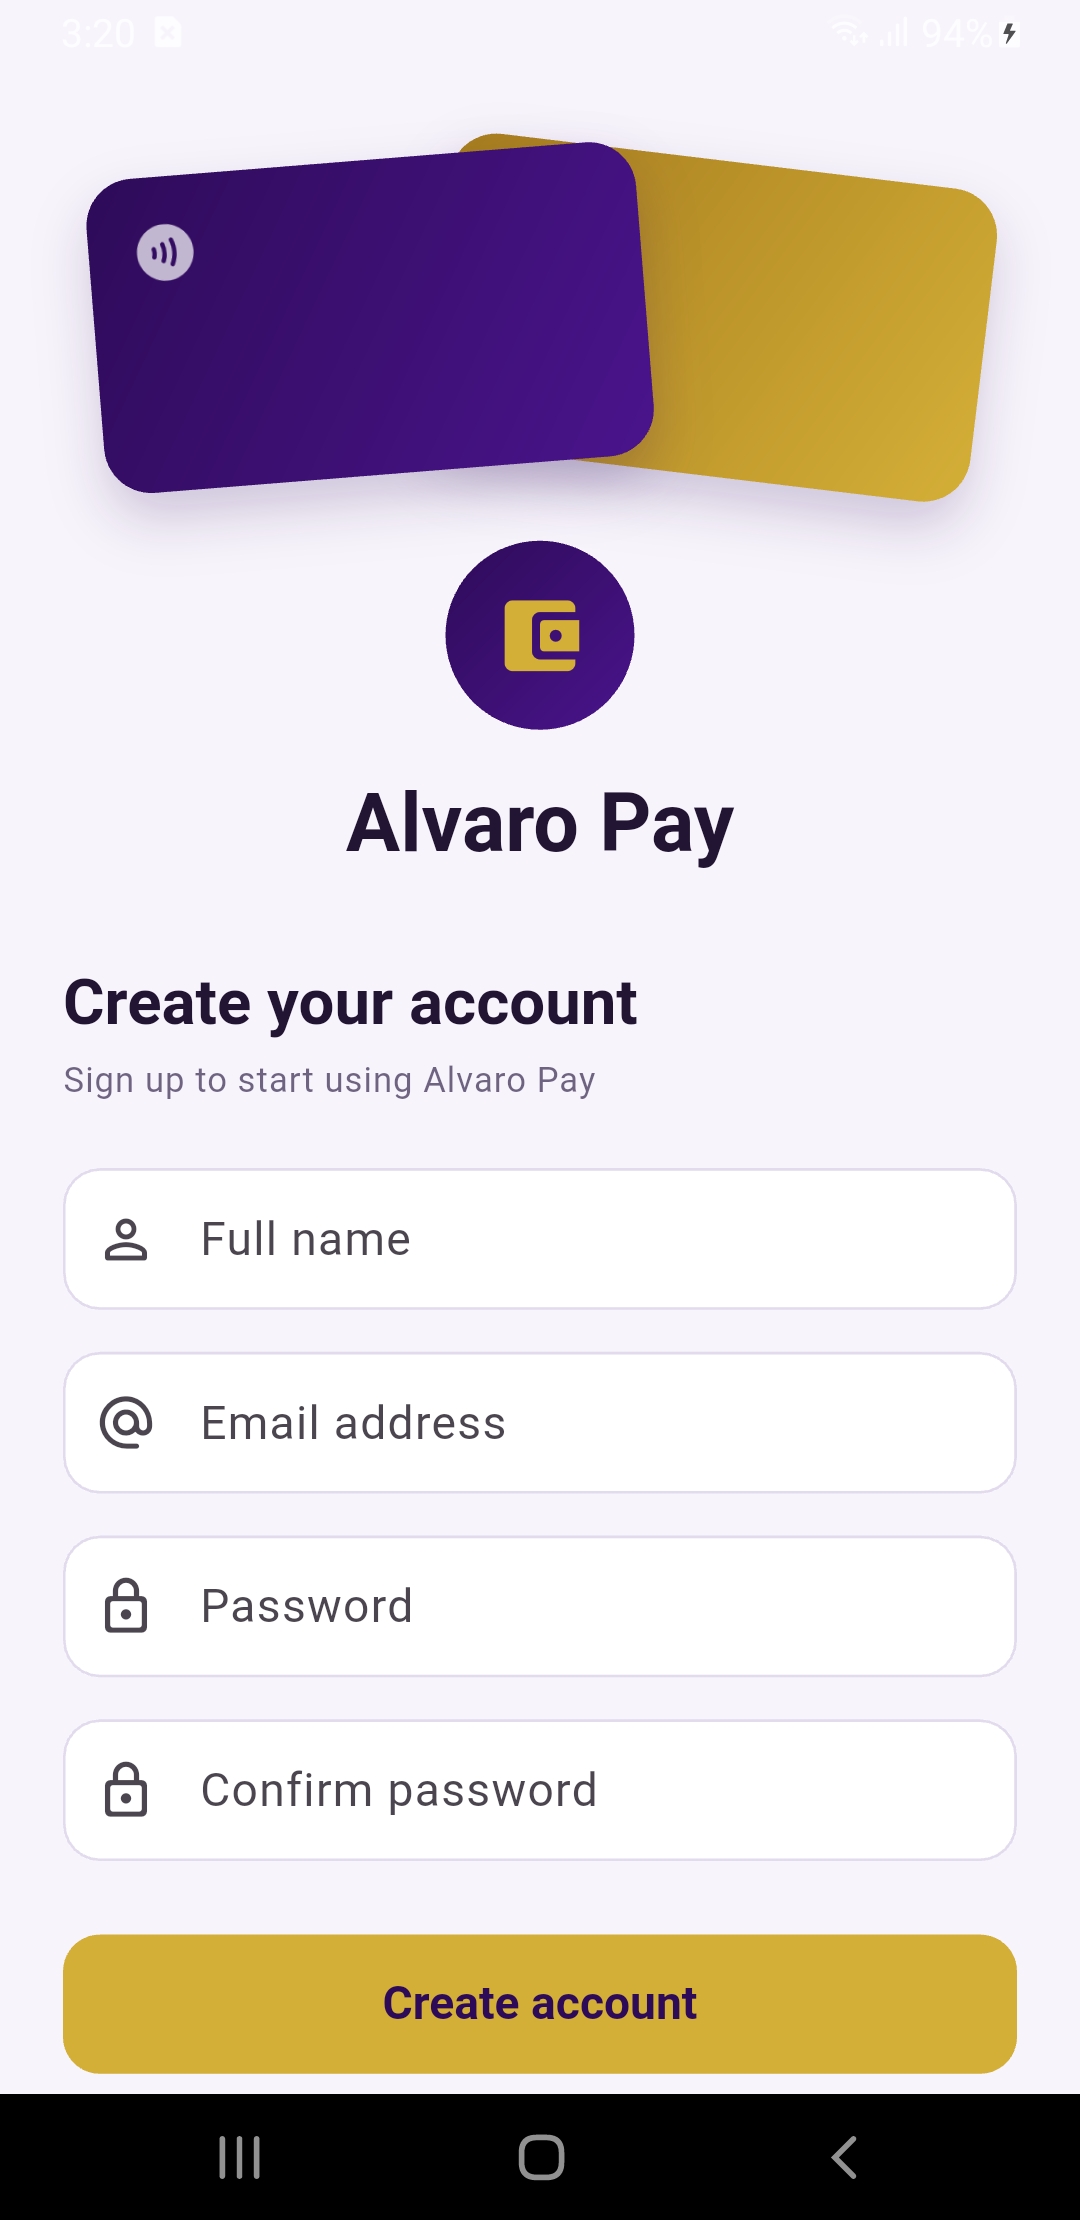 3:20 94%
Alvaro Pay
Create your account
Sign up to start using Alvaro Pay
Full name
Email address
Password
Confirm password
Create account